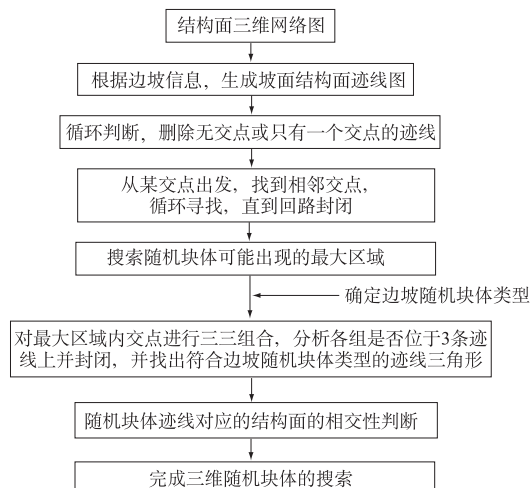 结构面三维网络图
根据边坡信息，生成坡面结构面迹线图
循环判断，删除无交点或只有一个交点的迹线
从某交点出发，找到相邻交点，
循环寻找，直到回路封闭
搜索随机块体可能出现的最大区域
确定边坡随机块体类型
对最大区域内交点进行三三组合，分析各组是否位于3条迹
线上并封闭，并找出符合边坡随机块体类型的迹线三角形
随机块体迹线对应的结构面的相交性判断
完成三维随机块体的搜索